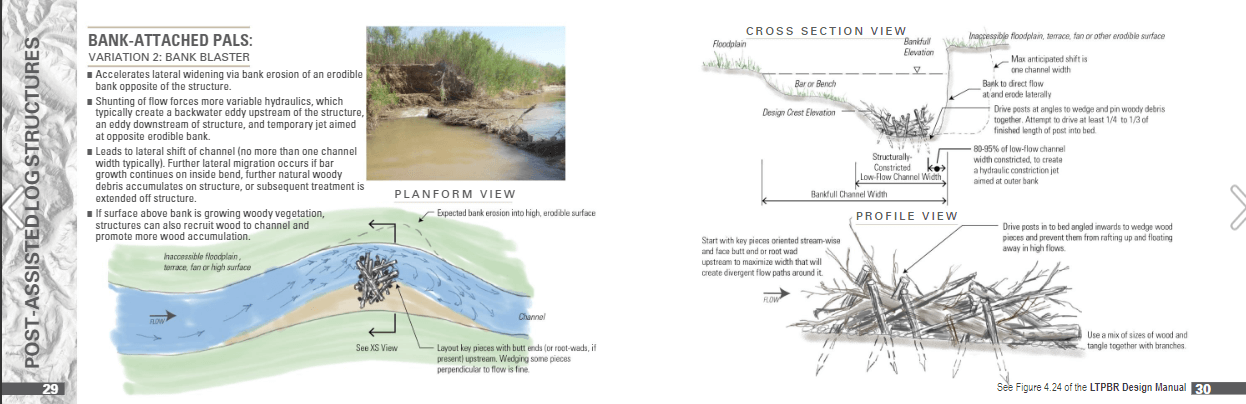 POST-ASSISTED LOG STRUCTURES
29
BANK-ATTACHED PALS:
VARIATION 2: BANK BLASTER
■ Accelerates lateral widening via bank erosion of an erodible
bank opposite of the structure.
■ Shunting of flow forces more variable hydraulics, which
typically create a backwater eddy upstream of the structure,
an eddy downstream of structure, and temporary jet aimed
at opposite erodible bank.
■ Leads to lateral shift of channel (no more than one channel
width typically). Further lateral migration occurs if bar
growth continues on inside bend, further natural woody
debris accumulates on structure, or subsequent treatment is
extended off structure.
■ If surface above bank is growing woody vegetation,
structures can also recruit wood to channel and
promote more wood accumulation.
PLANFORM VIEW
Expected bank erosion into high, erodible surface
Inaccessible floodplain,
terrace, fan or high surface
FLOW
Channel
See XS View
Layout key pieces with butt ends (or root-wads, if
present) upstream. Wedging some pieces
perpendicular to flow is fine.
CROSS SECTION VIEW
Floodplain
Bankfull
Elevation
Inaccessible floodplain, terrace, fan or other erodible surface
Max anticipated shift is
one channel width
Bar or Bench
Bank to direct flow
at and erode laterally
Design Crest Elevation
Drive posts at angles to wedge and pin woody debris
together. Attempt to drive at least 1/4 to 1/3 of
finished length of post into bed.
80-95% of low-flow channel
width constricted, to create
a hydraulic constriction jet
aimed at outer bank
Structurally-
Constricted
Low-Flow Channel Width
Bankfull Channel Width
PROFILE VIEW
Start with key pieces oriented stream-wise
and face butt end or root wad
upstream to maximize width that will
create divergent flow paths around it.
Drive posts in to bed angled inwards to wedge wood
pieces and prevent them from rafting up and floating
away in high flows.
FLOW
Use a mix of sizes of wood and
tangle together with branches.
See Figure 4.24 of the LTPBR Design Manual
30